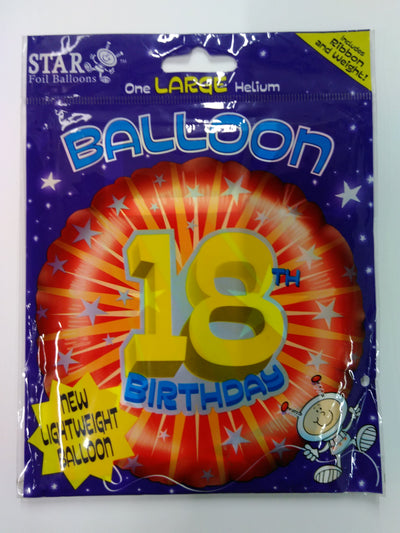 STAR
Foil Balloons
Includes
Ribbon
and Weight!
One LARGE Helium
BALLOON
18TH
BIRTHDAY
NEW
LIGHTWEIGHT
BALLOON